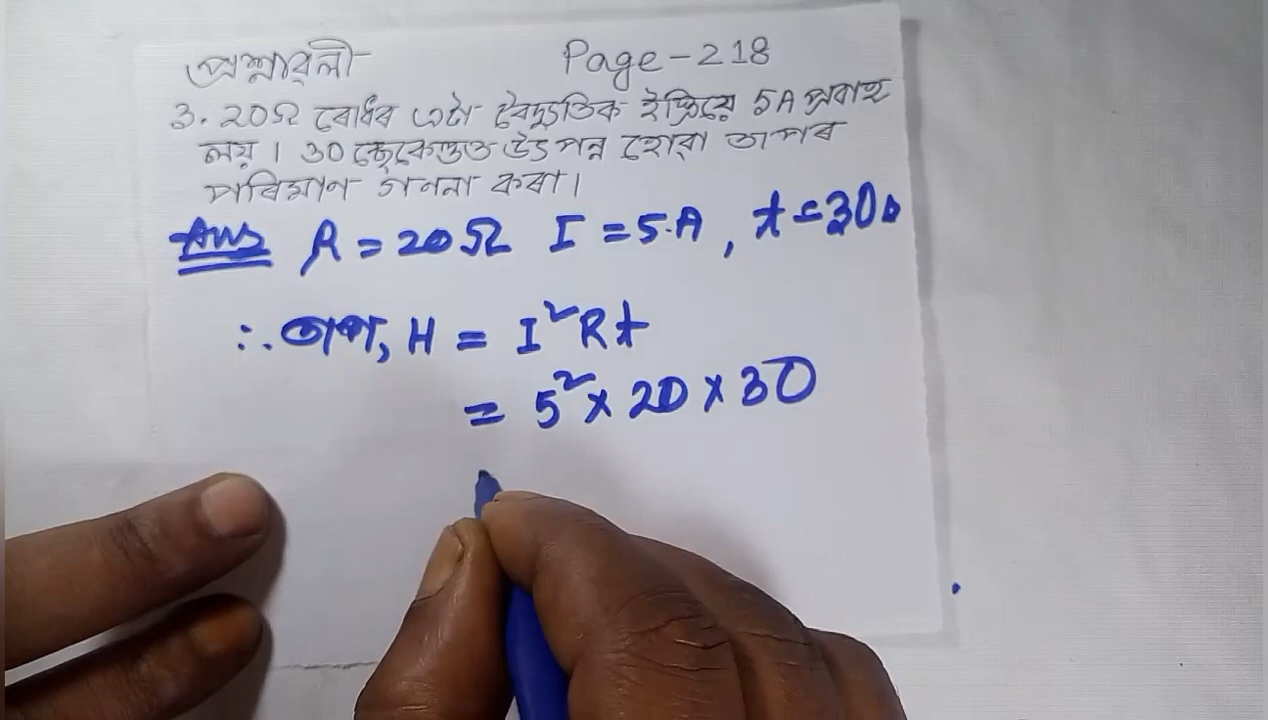 প্ৰশ্নাৱলী Page-218
3. 20Ω ৰোধৰ এটা বৈদ্যুতিক ইস্ত্ৰিয়ে 5A প্ৰবাহ
লয়। 30 ছেকেণ্ডত উৎপন্ন হোৱা তাপৰ
পৰিমাণ গণনা কৰা।
Ans R = 20Ω I = 5A, t = 30s
∴ তাপ, H = I²Rt
= 5² × 20 × 30